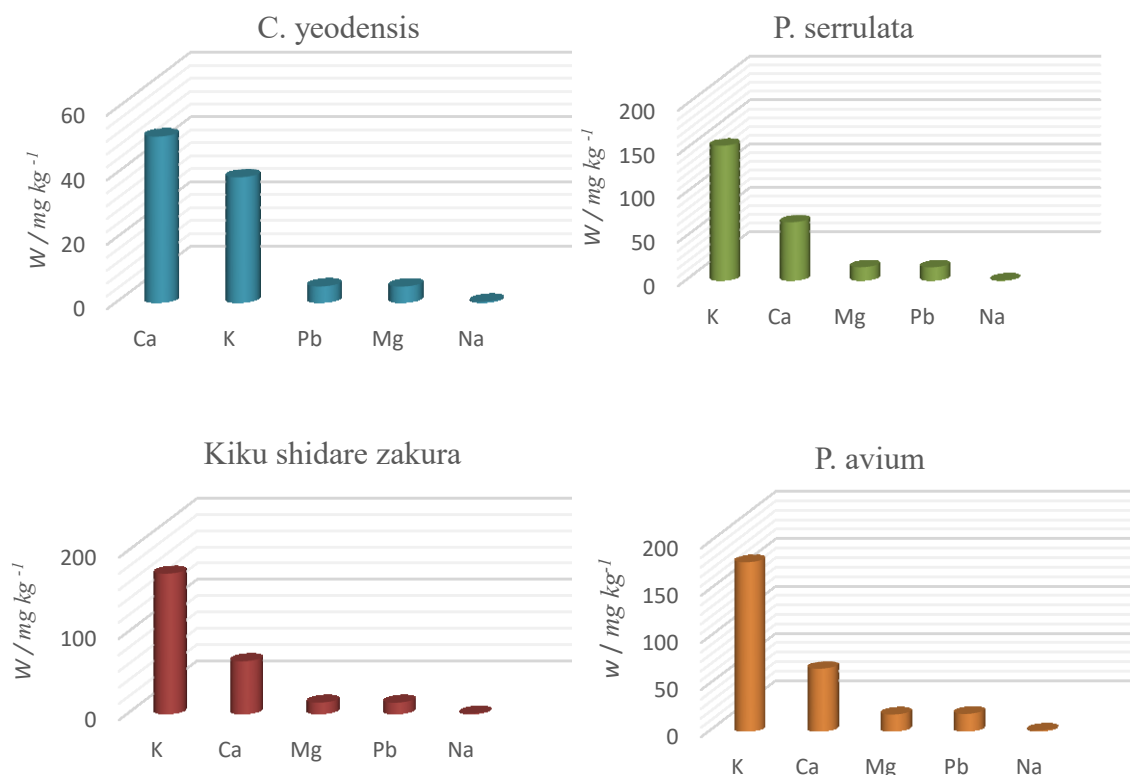 C. yeodensis
W / mg kg⁻¹
60
40
20
0
Ca K Pb Mg Na
P. serrulata
W / mg kg⁻¹
200
150
100
50
0
K Ca Mg Pb Na
Kiku shidare zakura
W / mg kg⁻¹
200
100
0
K Ca Mg Pb Na
P. avium
w / mg kg⁻¹
200
150
100
50
0
K Ca Mg Pb Na